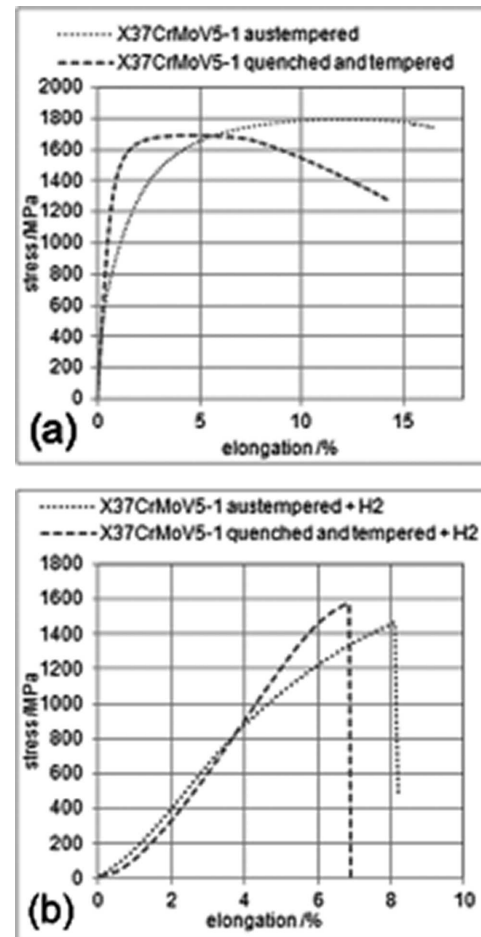 X37CrMoV5-1 austempered
X37CrMoV5-1 quenched and tempered
2000
1800
1600
1400
1200
1000
800
600
400
200
0
stress /MPa
0 5 10 15
elongation /%
(a)
X37CrMoV5-1 austempered + H2
X37CrMoV5-1 quenched and tempered + H2
1800
1600
1400
1200
1000
800
600
400
200
0
stress /MPa
0 2 4 6 8 10
elongation /%
(b)